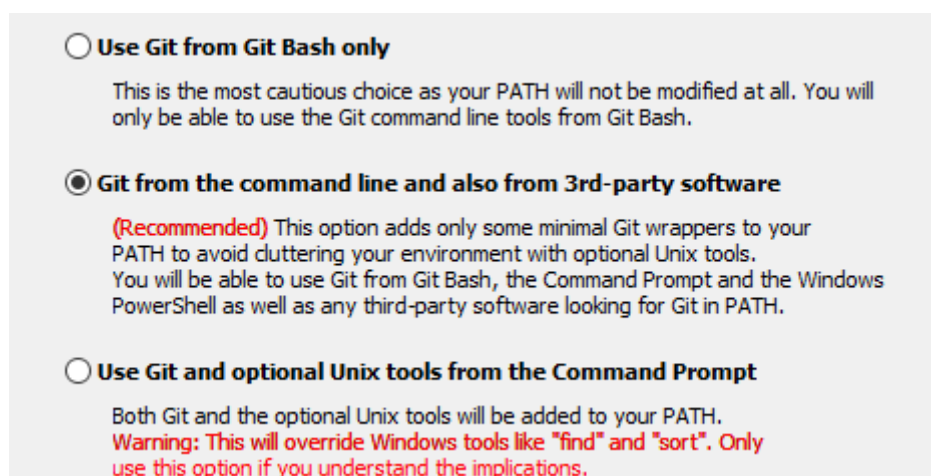 Use Git from Git Bash only
This is the most cautious choice as your PATH will not be modified at all. You will
only be able to use the Git command line tools from Git Bash.
Git from the command line and also from 3rd-party software
(Recommended) This option adds only some minimal Git wrappers to your
PATH to avoid cluttering your environment with optional Unix tools.
You will be able to use Git from Git Bash, the Command Prompt and the Windows
PowerShell as well as any third-party software looking for Git in PATH.
Use Git and optional Unix tools from the Command Prompt
Both Git and the optional Unix tools will be added to your PATH.
Warning: This will override Windows tools like "find" and "sort". Only
use this option if you understand the implications.